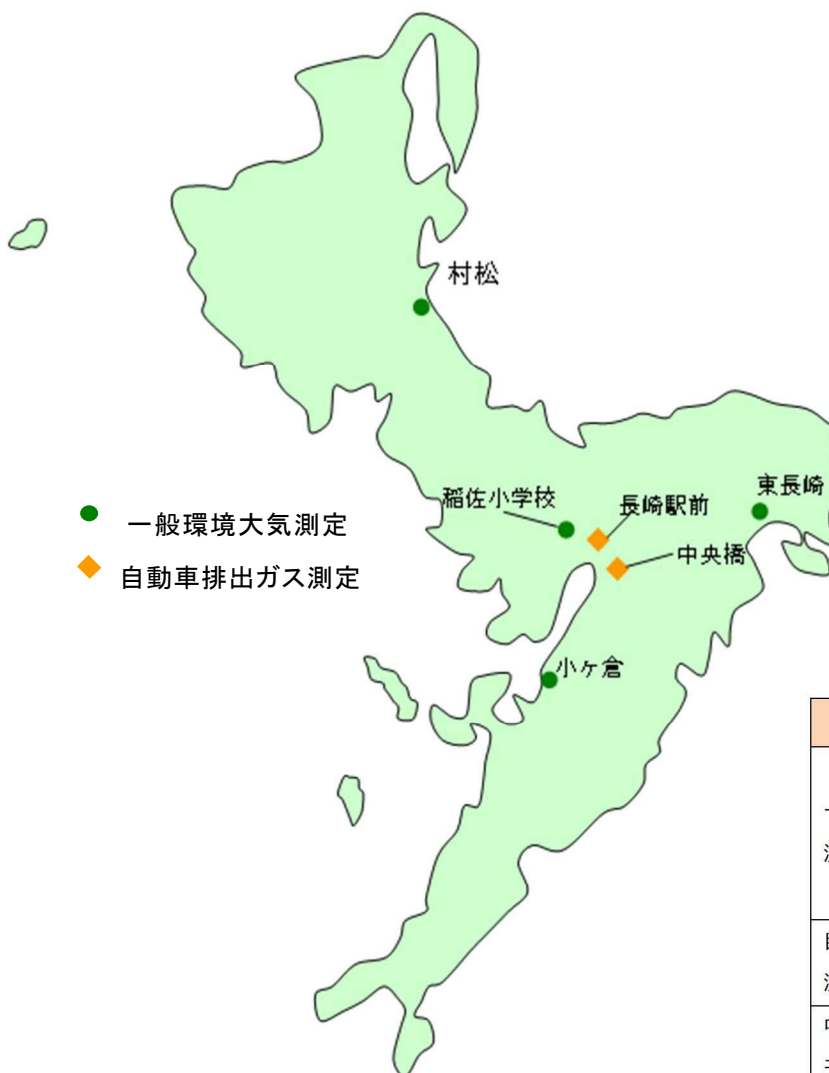 村松
稲佐小学校
長崎駅前
東長崎
中央橋
小ヶ倉
一般環境大気測定
自動車排出ガス測定